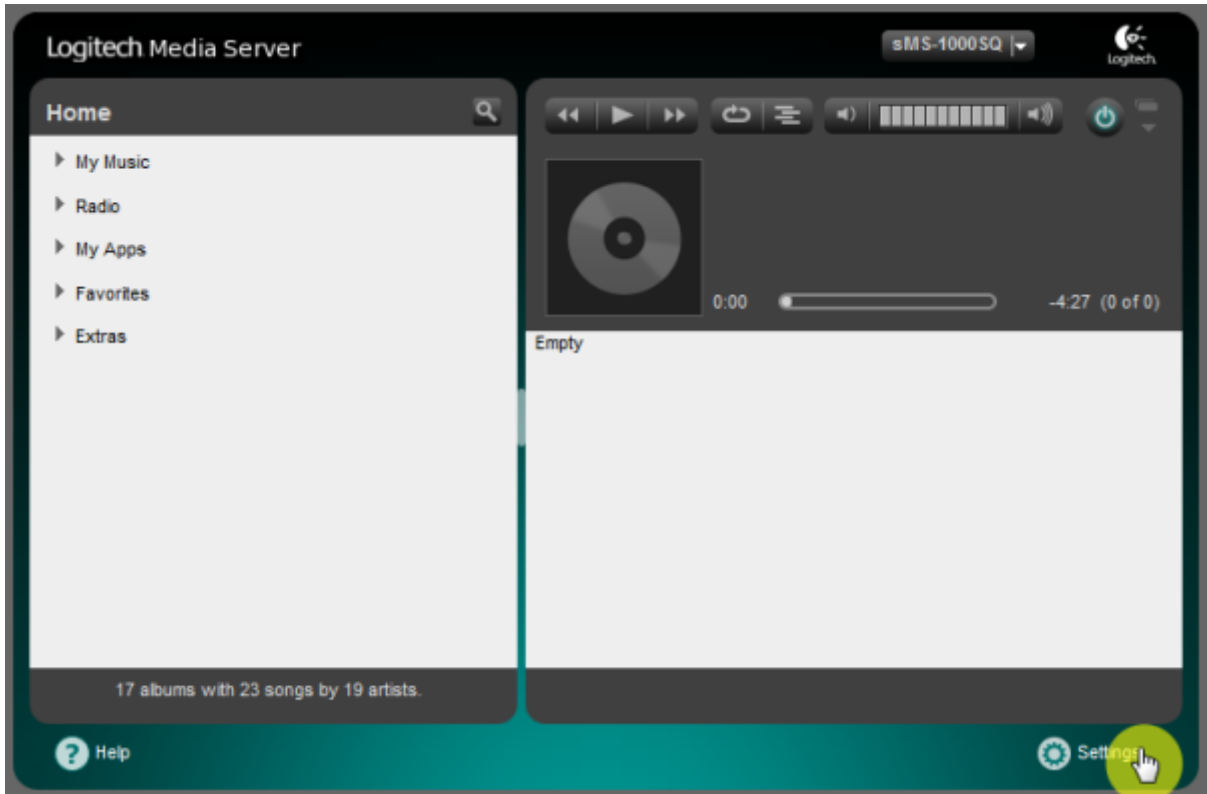 Logitech Media Server
sMS-1000SQ
Logitech
Home
My Music
Radio
My Apps
Favorites
Extras
0:00
-4:27 (0 of 0)
Empty
17 albums with 23 songs by 19 artists.
? Help
Settings